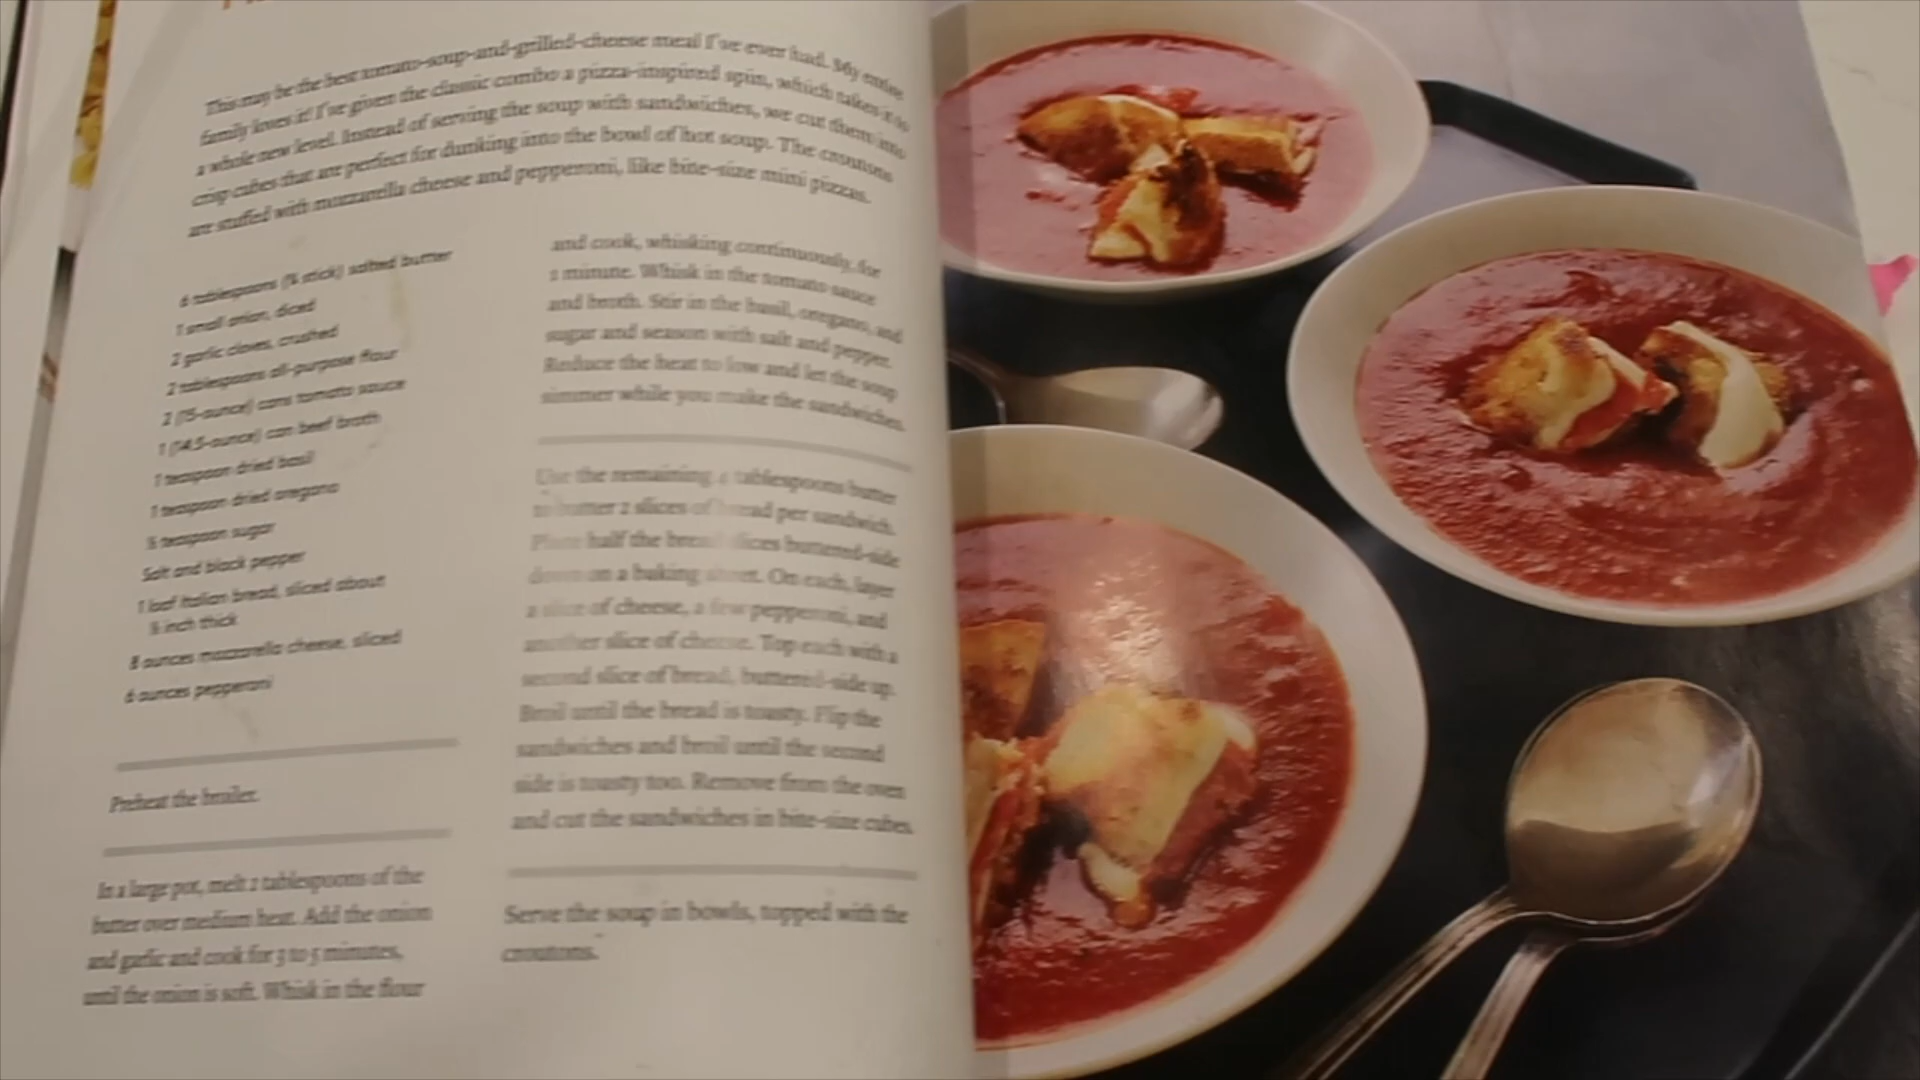 This may be the best tomato-soup-and-grilled-cheese meal I've ever had. My entire
family loves it! I've given the classic combo a pizza-inspired spin, which takes it to
a whole new level. Instead of serving the soup with sandwiches, we cut them into
crisp cubes that are perfect for dunking into the bowl of hot soup. The croutons
are stuffed with mozzarella cheese and pepperoni, like bite-size mini pizzas.
6 tablespoons (¾ stick) salted butter
1 small onion, diced
2 garlic cloves, crushed
2 tablespoons all-purpose flour
2 (15-ounce) cans tomato sauce
1 (14.5-ounce) can beef broth
1 teaspoon dried basil
1 teaspoon dried oregano
teaspoon sugar
Salt and black pepper
1 loaf Italian bread, sliced about
inch thick
8 ounces mozzarella cheese, sliced
6 ounces pepperoni
Preheat the broiler.
In a large pot, melt 2 tablespoons of the
butter over medium heat. Add the onion
and garlic and cook for 3 to 5 minutes,
until the onion is soft. Whisk in the flour
and cook, whisking continuously, for
1 minute. Whisk in the tomato sauce
and broth. Stir in the basil, oregano, and
sugar and season with salt and pepper.
Reduce the heat to low and let the soup
simmer while you make the sandwiches.
Use the remaining 4 tablespoons butter
to butter 2 slices of bread per sandwich.
Place half the bread slices buttered-side
down on a baking sheet. On each, layer
a slice of cheese, a few pepperoni, and
another slice of cheese. Top each with a
second slice of bread, buttered-side up.
Broil until the bread is toasty. Flip the
sandwiches and broil until the second
side is toasty too. Remove from the oven
and cut the sandwiches in bite-size cubes.
Serve the soup in bowls, topped with the
croutons.